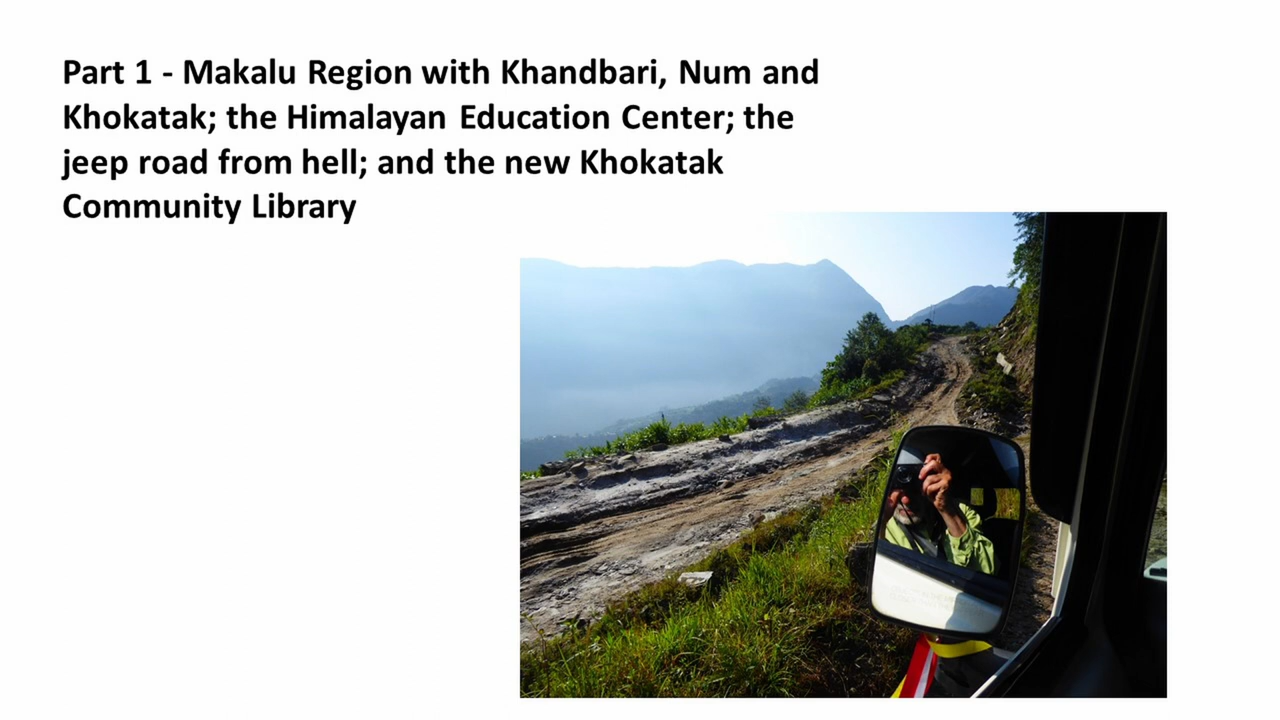 Part 1 - Makalu Region with Khandbari, Num and
Khokatak; the Himalayan Education Center; the
jeep road from hell; and the new Khokatak
Community Library